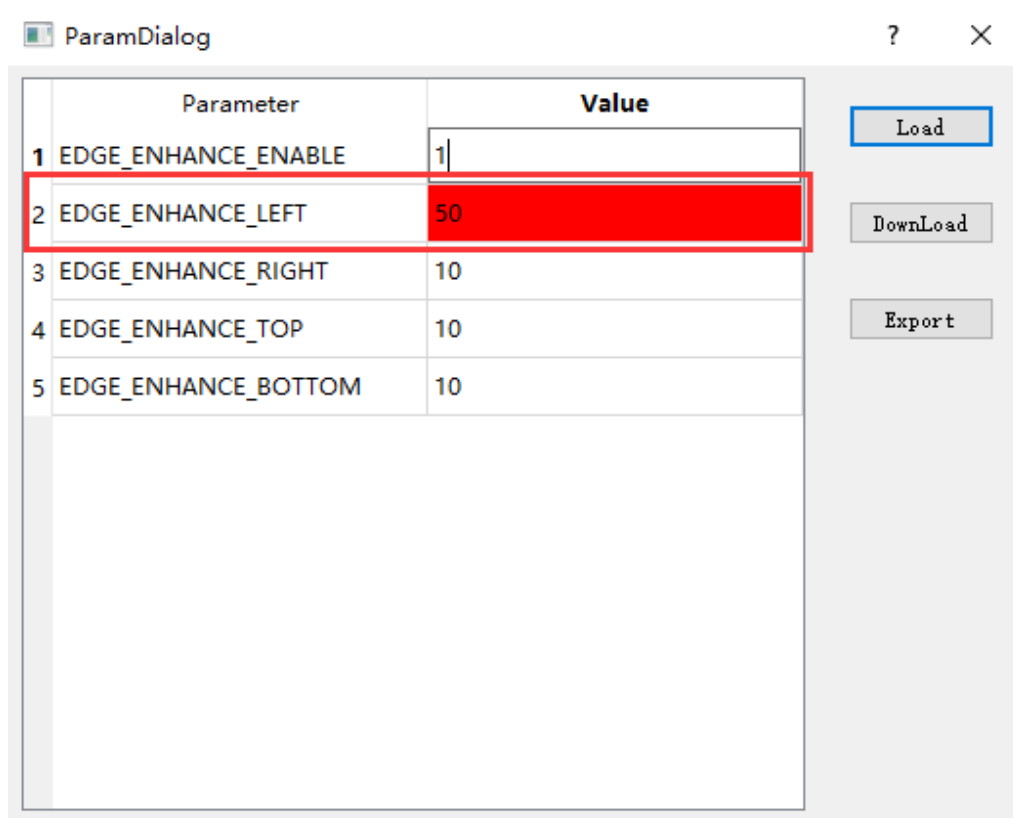 ParamDialog ? ×
Parameter Value
1 EDGE_ENHANCE_ENABLE 1
2 EDGE_ENHANCE_LEFT 50
3 EDGE_ENHANCE_RIGHT 10
4 EDGE_ENHANCE_TOP 10
5 EDGE_ENHANCE_BOTTOM 10
Load
DownLoad
Export